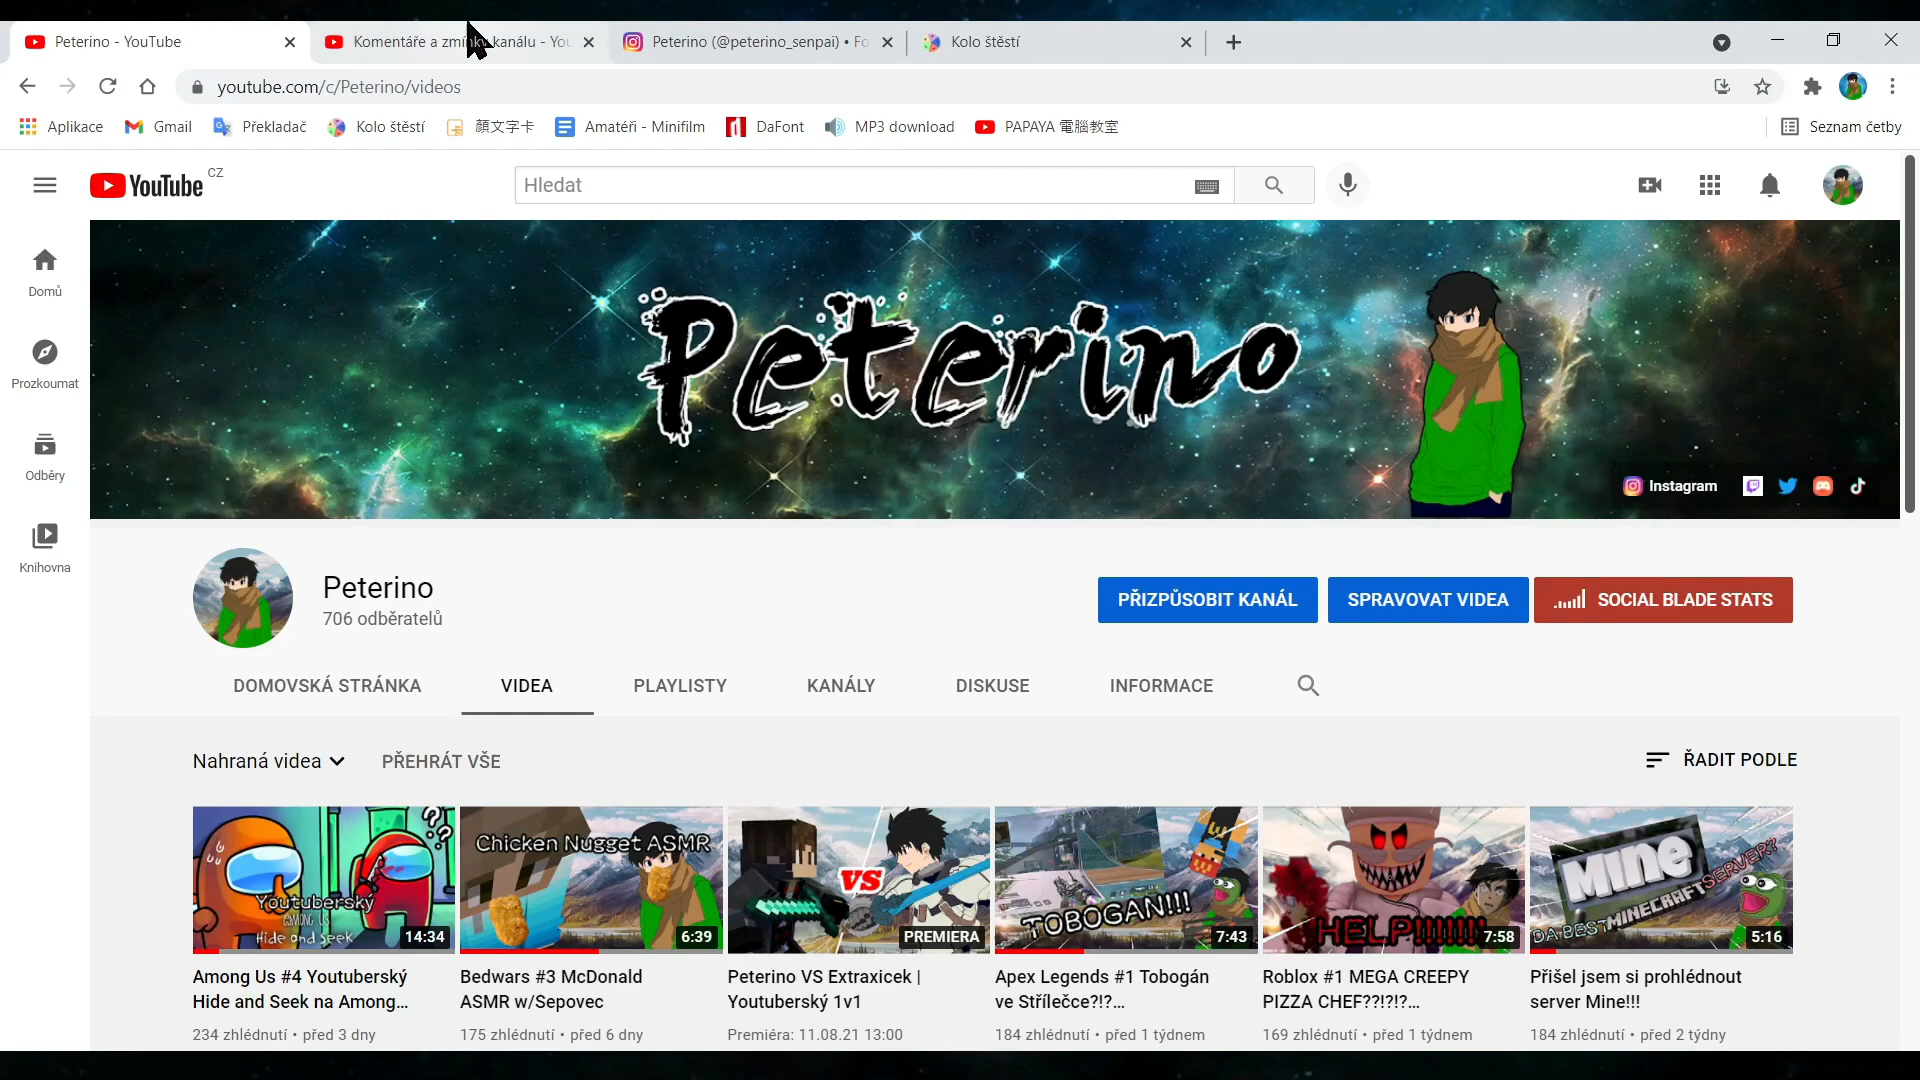 Peterino - YouTube
Komentáře a zmínky kanálu - You
Peterino (@peterino_senpai) • Fo
Kolo štěstí
youtube.com/c/Peterino/videos
Aplikace
Gmail
Překladač
Kolo štěstí
顏文字卡
Amatéři - Minifilm
DaFont
MP3 download
PAPAYA 電腦教室
Seznam četby
YouTube CZ
Hledat
Domů
Prozkoumat
Odběry
Knihovna
Peterino
Instagram
Peterino
706 odběratelů
PŘIZPŮSOBIT KANÁL
SPRAVOVAT VIDEA
SOCIAL BLADE STATS
DOMOVSKÁ STRÁNKA
VIDEA
PLAYLISTY
KANÁLY
DISKUSE
INFORMACE
Nahraná videa
PŘEHRÁT VŠE
ŘADIT PODLE
??
Youtuberský
AMONG US
Hide and Seek
14:34
Chicken Nugget ASMR
6:39
VS
PREMIERA
TOBOGAN!!!
7:43
HELP!!!!!!!
7:58
Mine
DA BEST MINECRAFT SERVER?
5:16
Among Us #4 Youtuberský
Hide and Seek na Among...
234 zhlédnutí • před 3 dny
Bedwars #3 McDonald
ASMR w/Sepovec
175 zhlédnutí • před 6 dny
Peterino VS Extraxicek |
Youtuberský 1v1
Premiéra: 11.08.21 13:00
Apex Legends #1 Tobogán
ve Střílečce?!?...
184 zhlédnutí • před 1 týdnem
Roblox #1 MEGA CREEPY
PIZZA CHEF??!?!?...
169 zhlédnutí • před 1 týdnem
Přišel jsem si prohlédnout
server Mine!!!
184 zhlédnutí • před 2 týdny